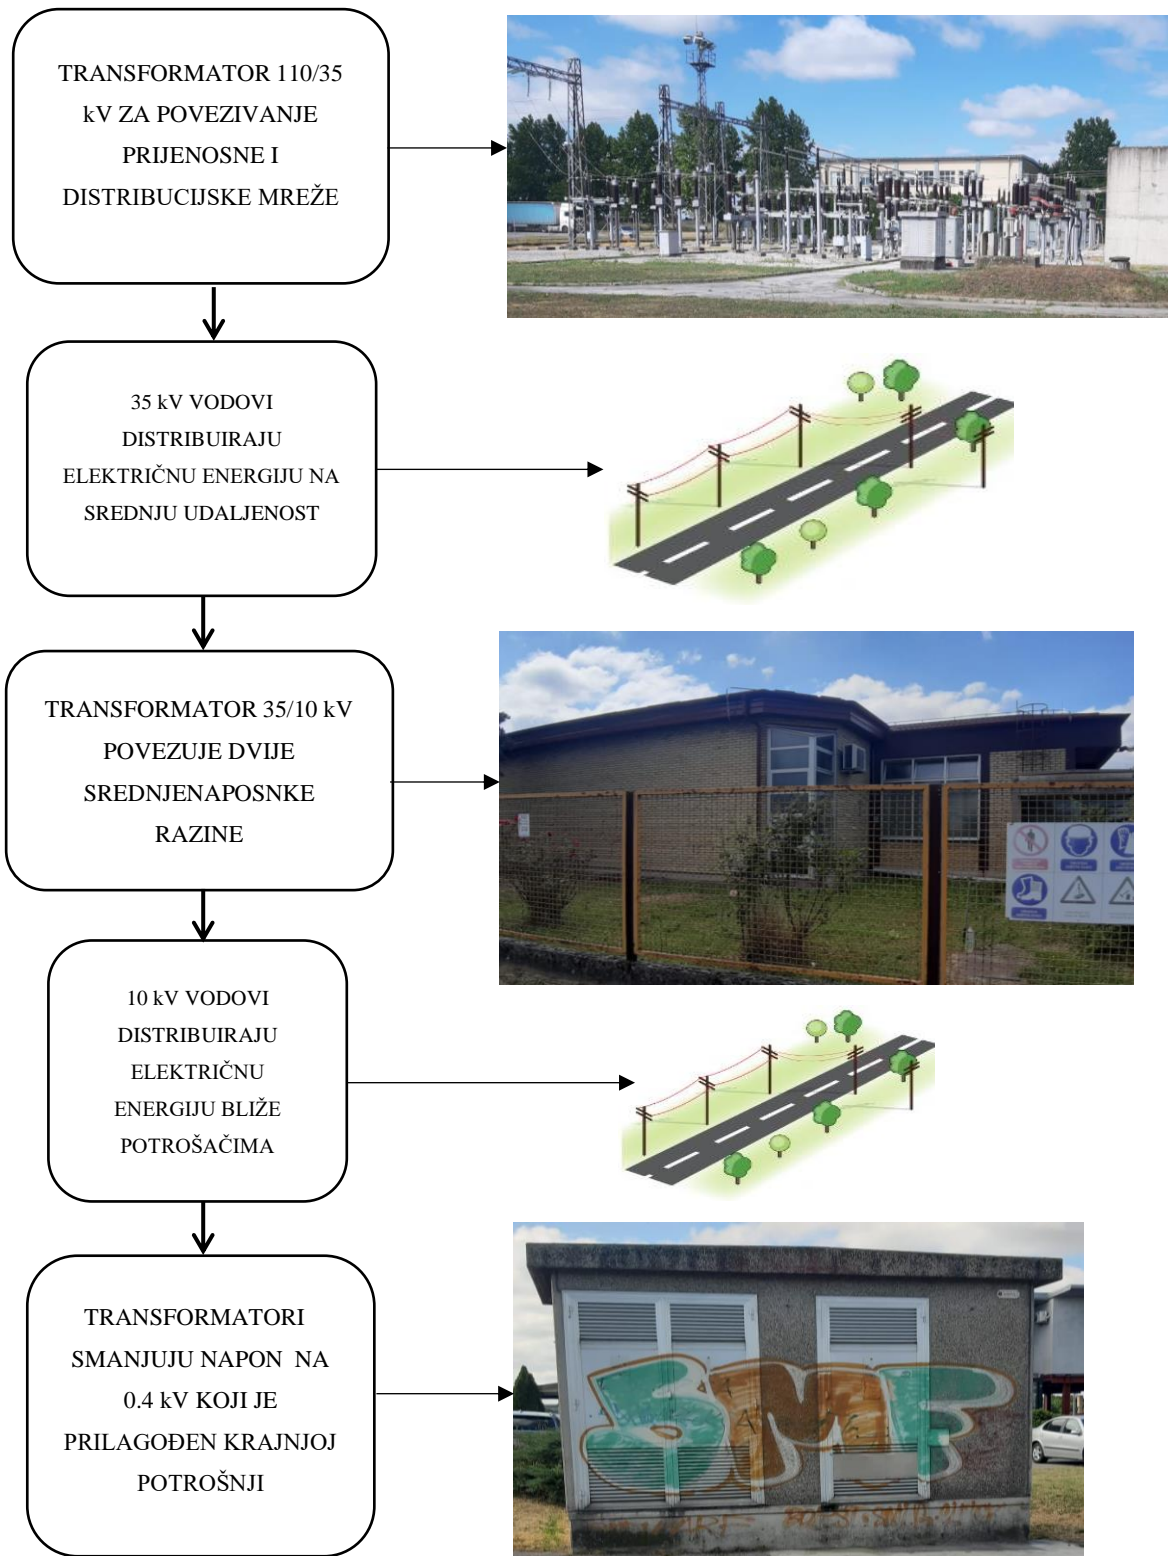 TRANSFORMATOR 110/35
kV ZA POVEZIVANJE
PRIJENOSNE I
DISTRIBUCIJSKE MREŽE
35 kV VODOVI
DISTRIBUIRAJU
ELEKTRIČNU ENERGIJU NA
SREDNJU UDALJENOST
TRANSFORMATOR 35/10 kV
POVEZUJE DVIJE
SREDNJENAPOSNKE
RAZINE
10 kV VODOVI
DISTRIBUIRAJU
ELEKTRIČNU
ENERGIJU BLIŽE
POTROŠAČIMA
TRANSFORMATORI
SMANJUJU NAPON NA
0.4 kV KOJI JE
PRILAGOĐEN KRAJNJOJ
POTROŠNJI
SMF